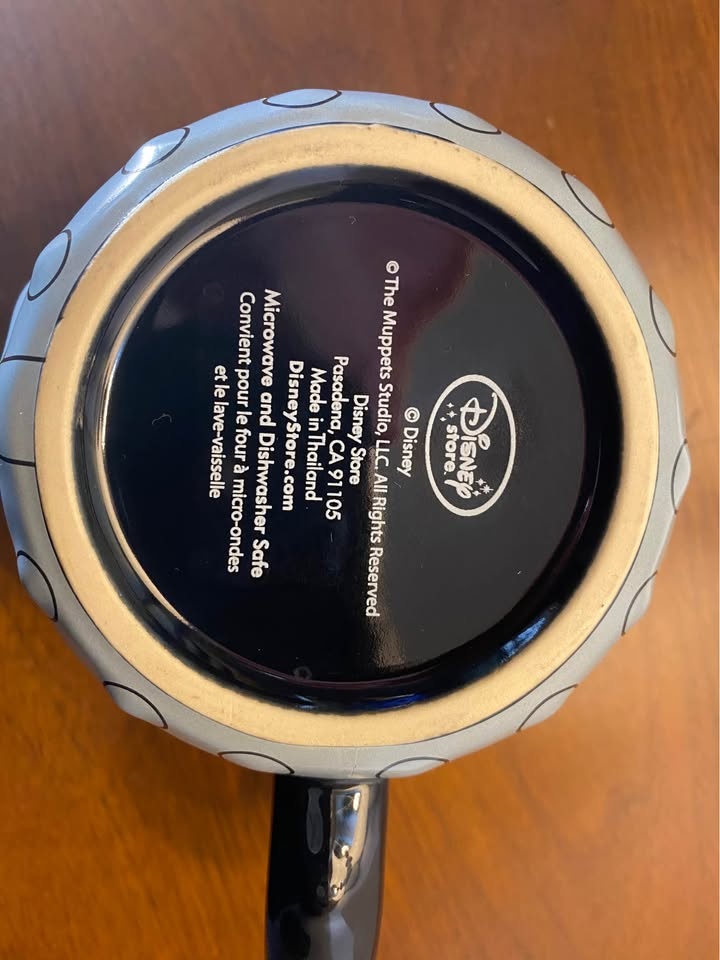 Disney
store
© Disney
© The Muppets Studio, LLC. All Rights Reserved
Disney Store
Pasadena, CA 91105
Made in Thailand
DisneyStore.com
Microwave and Dishwasher Safe
Convient pour le four à micro-ondes
et le lave-vaisselle